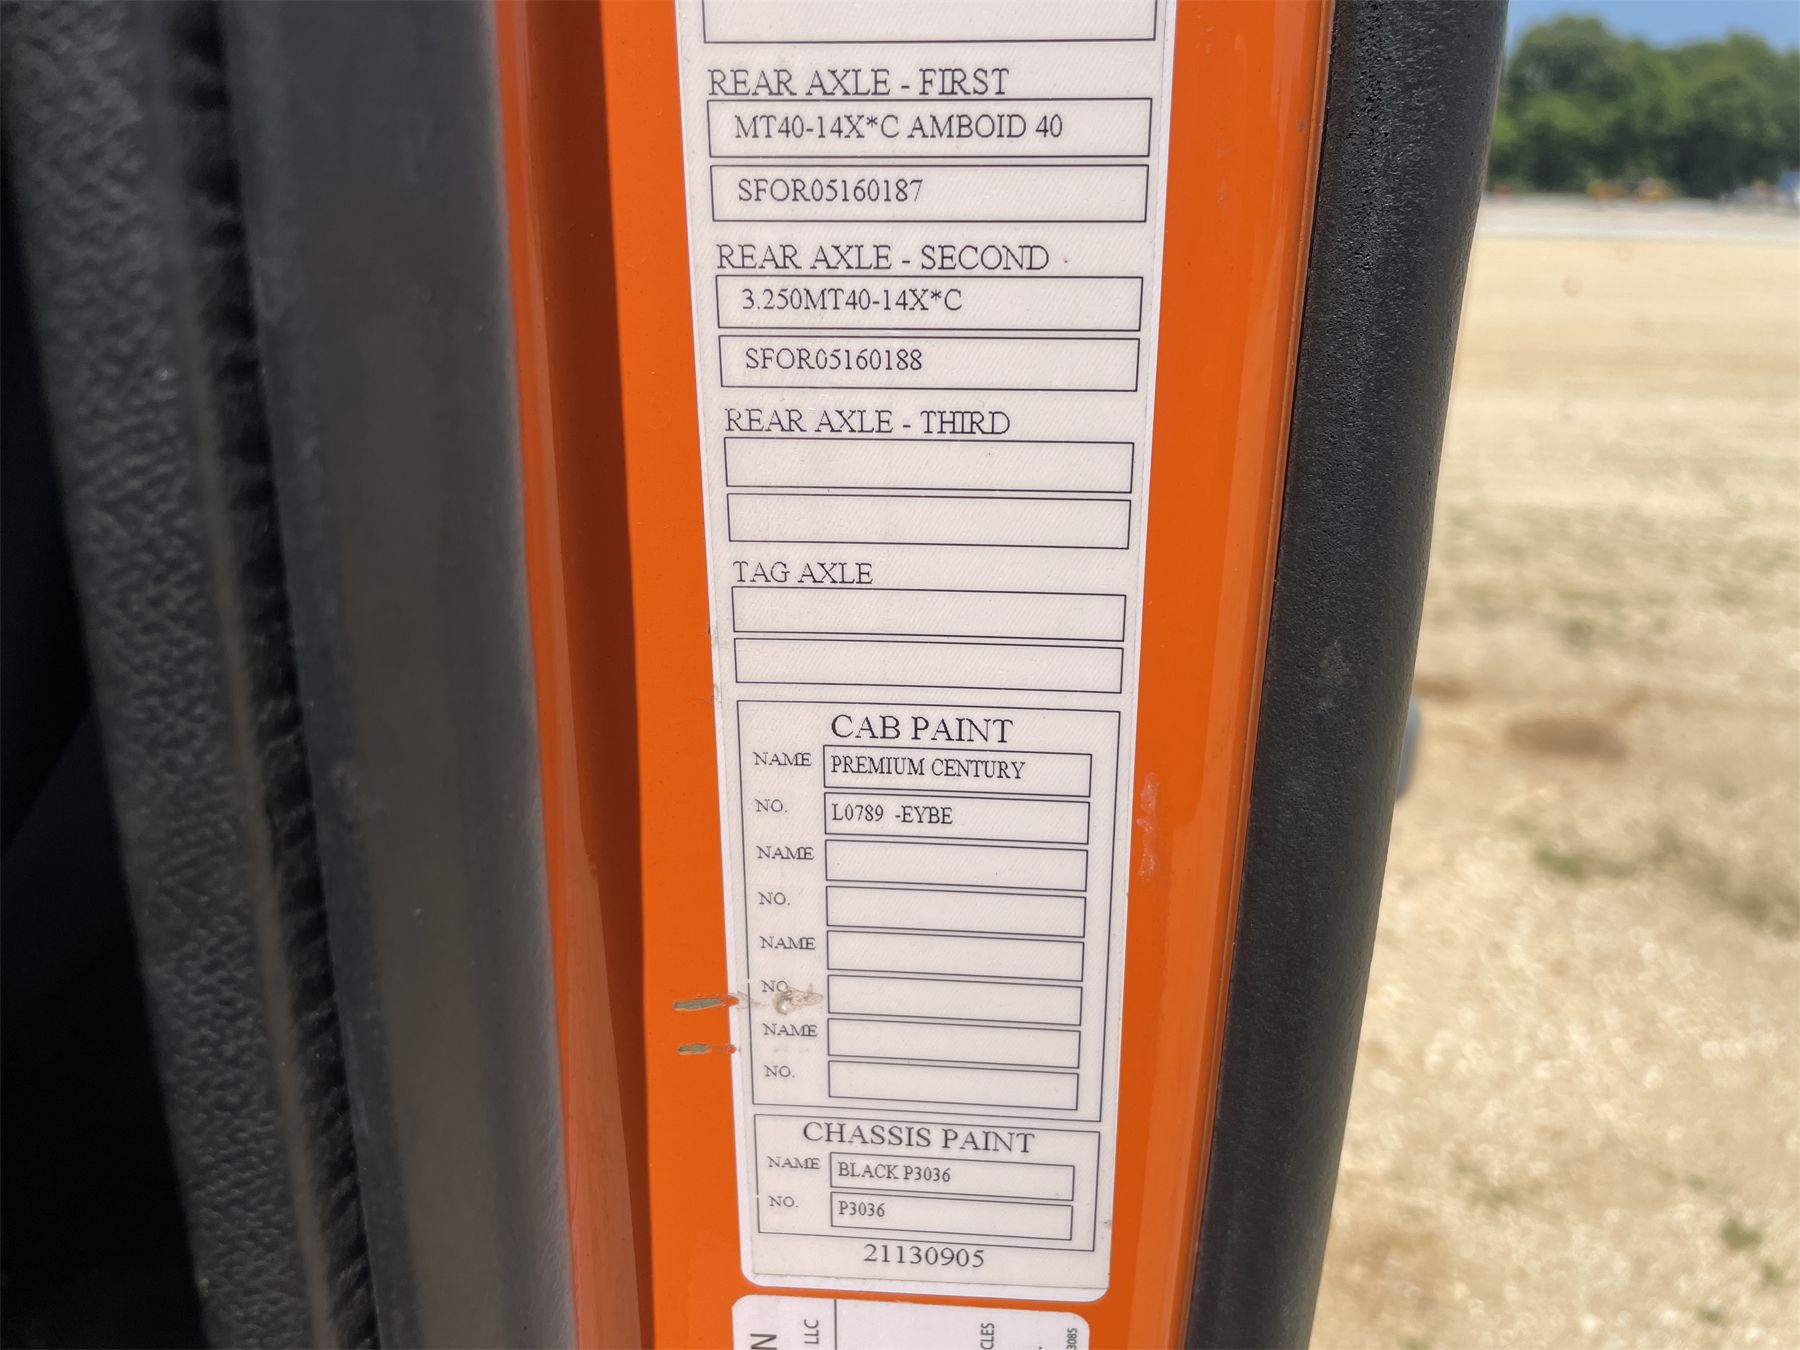 REAR AXLE - FIRST
MT40-14X*C AMBOID 40
SFOR05160187
REAR AXLE - SECOND
3.250MT40-14X*C
SFOR05160188
REAR AXLE - THIRD
TAG AXLE
CAB PAINT
NAME PREMIUM CENTURY
NO. L0789 -EYBE
NAME
NO.
NAME
NO.
NAME
NO.
CHASSIS PAINT
NAME BLACK P3036
NO. P3036
21130905
N
LLC
CLES
3085